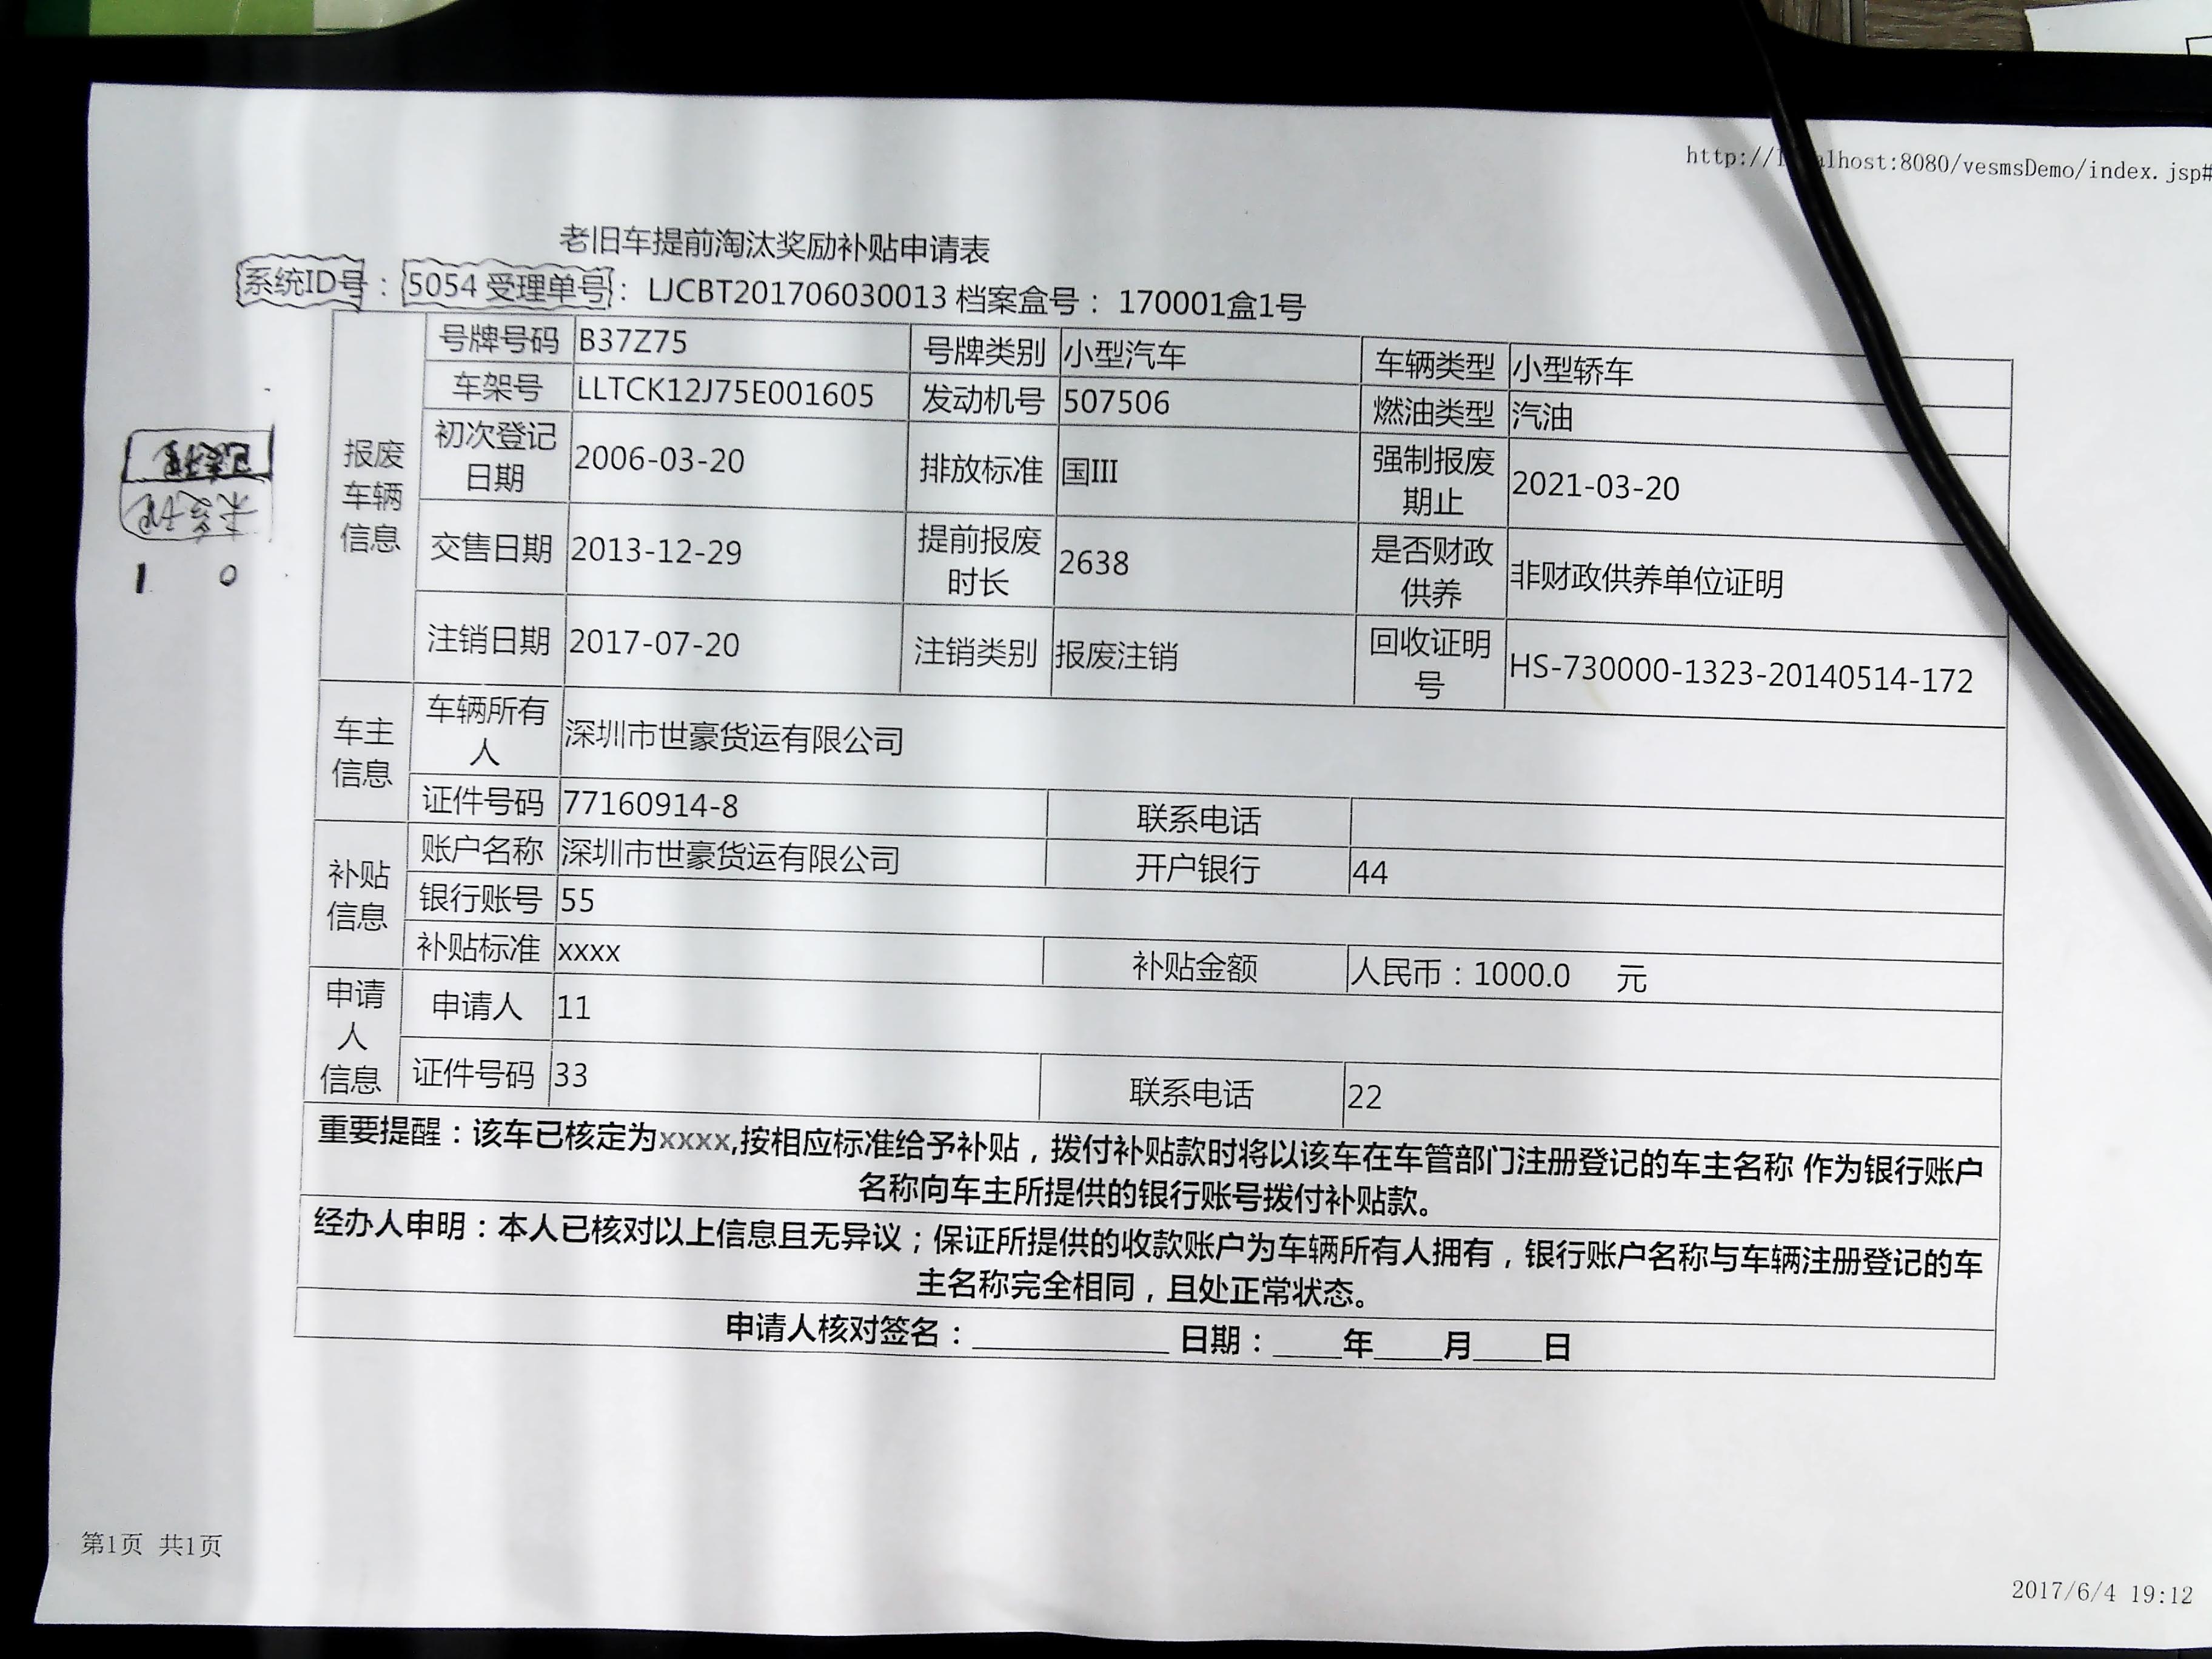 http://l alhost:8080/vesmsDemo/index.jsp#
老旧车提前淘汰奖励补贴申请表
系统ID号：5054 受理单号：LJCBT201706030013 档案盒号：170001盒1号
报废车辆信息
号牌号码 B37Z75 号牌类别 小型汽车 车辆类型 小型轿车
车架号 LLTCK12J75E001605 发动机号 507506 燃油类型 汽油
初次登记日期 2006-03-20 排放标准 国III 强制报废期止 2021-03-20
交售日期 2013-12-29 提前报废时长 2638 是否财政供养 非财政供养单位证明
注销日期 2017-07-20 注销类别 报废注销 回收证明号 HS-730000-1323-20140514-172
车主信息
车辆所有人 深圳市世豪货运有限公司
证件号码 77160914-8 联系电话
补贴信息
账户名称 深圳市世豪货运有限公司 开户银行 44
银行账号 55
补贴标准 xxxx 补贴金额 人民币：1000.0 元
申请人信息
申请人 11
证件号码 33 联系电话 22
重要提醒：该车已核定为xxxx,按相应标准给予补贴，拨付补贴款时将以该车在车管部门注册登记的车主名称 作为银行账户
名称向车主所提供的银行账号拨付补贴款。
经办人申明：本人已核对以上信息且无异议；保证所提供的收款账户为车辆所有人拥有，银行账户名称与车辆注册登记的车
主名称完全相同，且处正常状态。
申请人核对签名：__________ 日期：____年____月____日
1 0
第1页 共1页
2017/6/4 19:12